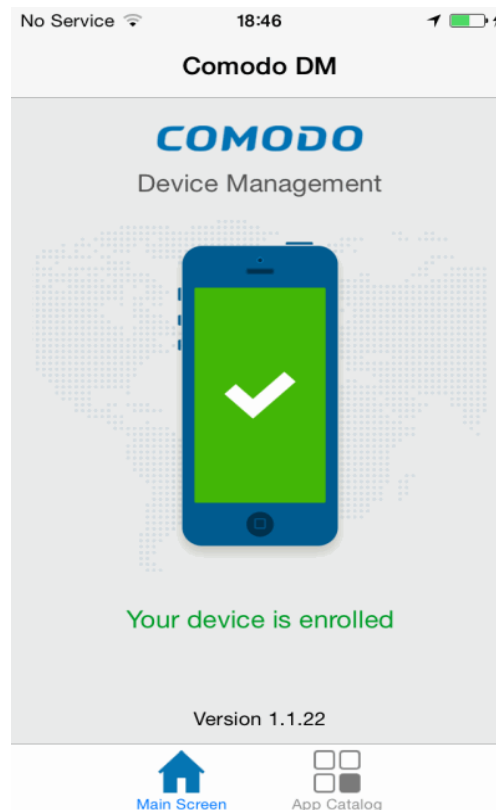 No Service 18:46
Comodo DM
COMODO
Device Management
Your device is enrolled
Version 1.1.22
Main Screen App Catalog